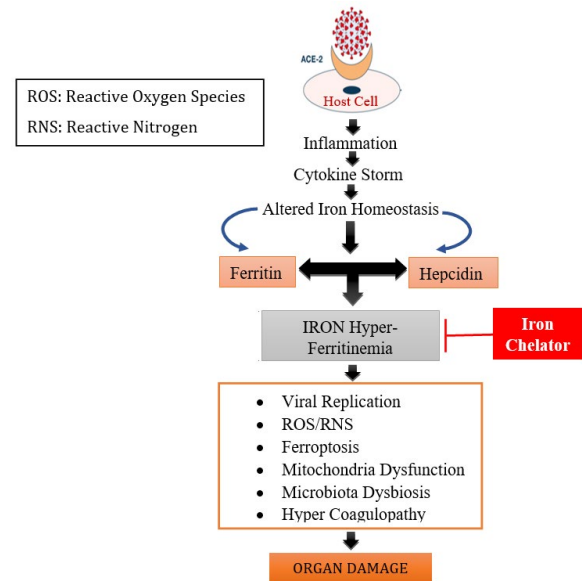 ACE-2
Host Cell
ROS: Reactive Oxygen Species
RNS: Reactive Nitrogen
Inflammation
Cytokine Storm
Altered Iron Homeostasis
Ferritin
Hepcidin
IRON Hyper-
Ferritinemia
Iron
Chelator
• Viral Replication
• ROS/RNS
• Ferroptosis
• Mitochondria Dysfunction
• Microbiota Dysbiosis
• Hyper Coagulopathy
ORGAN DAMAGE